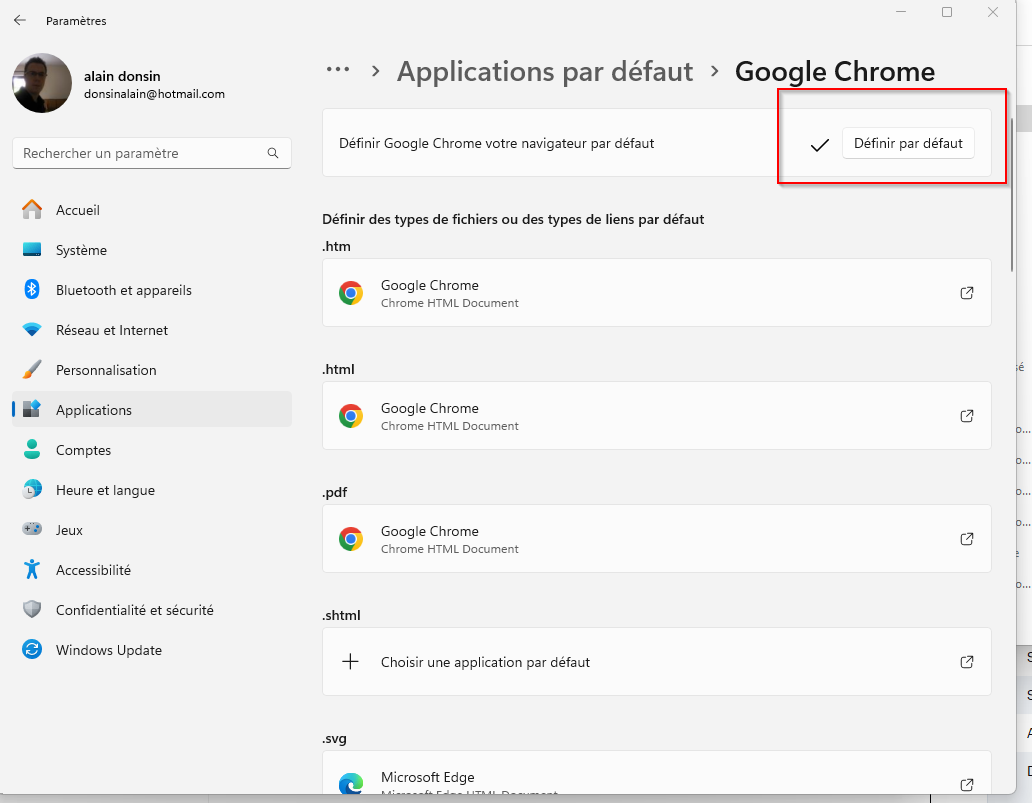 Paramètres
alain donsin
donsinalain@hotmail.com
Rechercher un paramètre
Accueil
Système
Bluetooth et appareils
Réseau et Internet
Personnalisation
Applications
Comptes
Heure et langue
Jeux
Accessibilité
Confidentialité et sécurité
Windows Update
... > Applications par défaut > Google Chrome
Définir Google Chrome votre navigateur par défaut
Définir par défaut
Définir des types de fichiers ou des types de liens par défaut
.htm
Google Chrome
Chrome HTML Document
.html
Google Chrome
Chrome HTML Document
.pdf
Google Chrome
Chrome HTML Document
.shtml
Choisir une application par défaut
.svg
Microsoft Edge
Microsoft Edge HTML Document